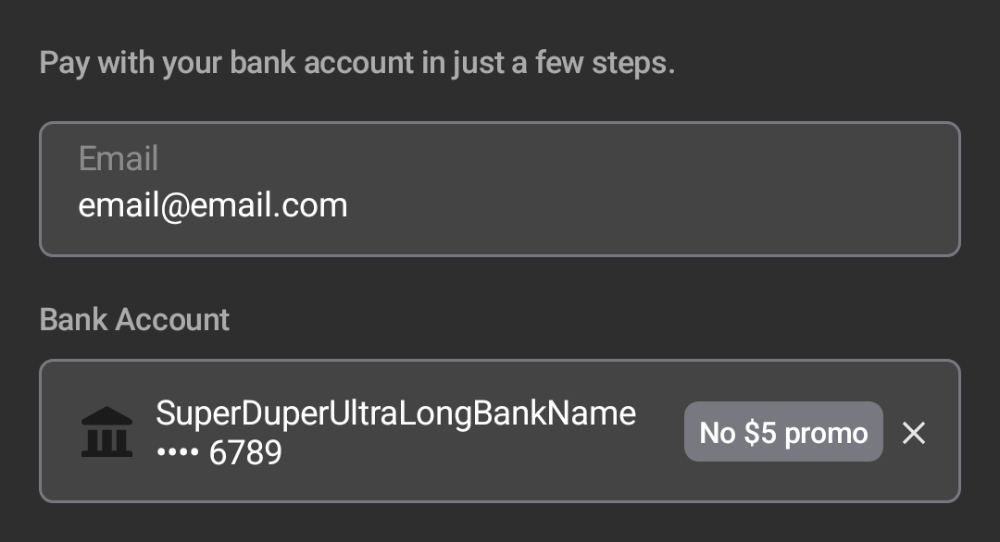 Pay with your bank account in just a few steps.
Email
email@email.com
Bank Account
SuperDuperUltraLongBankName
•••• 6789
No $5 promo